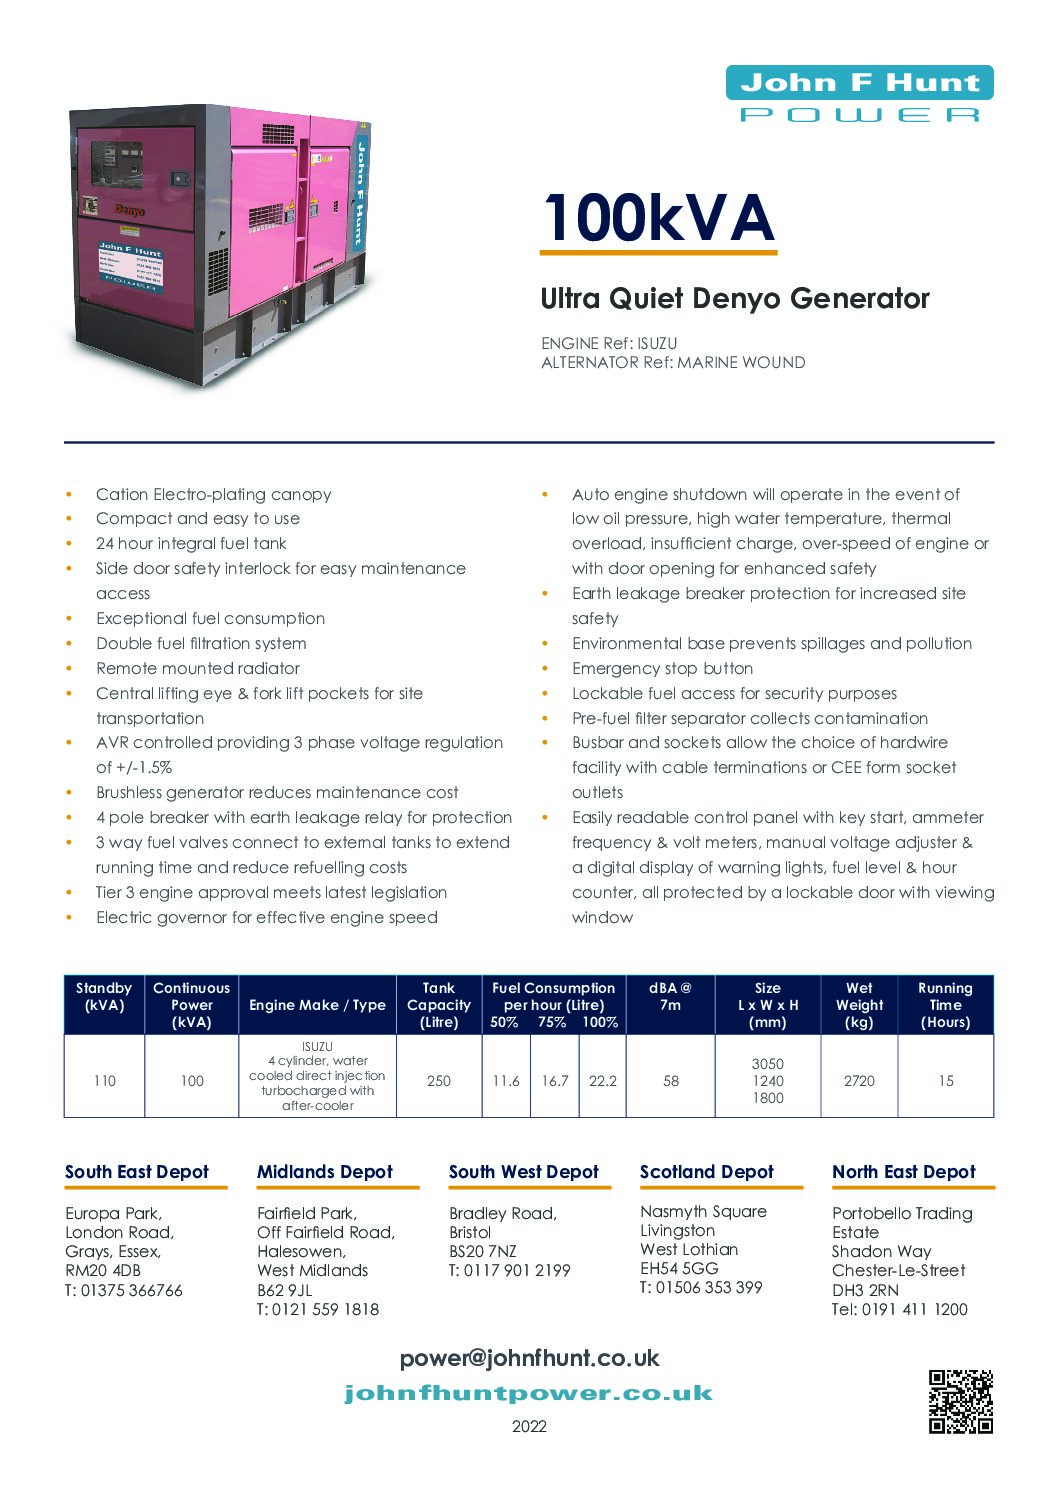 John F Hunt
POWER
John F Hunt
Denyo
John F Hunt
POWER
100kVA
Ultra Quiet Denyo Generator
ENGINE Ref: ISUZU
ALTERNATOR Ref: MARINE WOUND
• Cation Electro-plating canopy
• Compact and easy to use
• 24 hour integral fuel tank
• Side door safety interlock for easy maintenance
access
• Exceptional fuel consumption
• Double fuel filtration system
• Remote mounted radiator
• Central lifting eye & fork lift pockets for site
transportation
• AVR controlled providing 3 phase voltage regulation
of +/-1.5%
• Brushless generator reduces maintenance cost
• 4 pole breaker with earth leakage relay for protection
• 3 way fuel valves connect to external tanks to extend
running time and reduce refuelling costs
• Tier 3 engine approval meets latest legislation
• Electric governor for effective engine speed
• Auto engine shutdown will operate in the event of
low oil pressure, high water temperature, thermal
overload, insufficient charge, over-speed of engine or
with door opening for enhanced safety
• Earth leakage breaker protection for increased site
safety
• Environmental base prevents spillages and pollution
• Emergency stop button
• Lockable fuel access for security purposes
• Pre-fuel filter separator collects contamination
• Busbar and sockets allow the choice of hardwire
facility with cable terminations or CEE form socket
outlets
• Easily readable control panel with key start, ammeter
frequency & volt meters, manual voltage adjuster &
a digital display of warning lights, fuel level & hour
counter, all protected by a lockable door with viewing
window
Standby
(kVA)
Continuous
Power
(kVA)
Engine Make / Type
Tank
Capacity
(Litre)
Fuel Consumption
per hour (Litre)
50% 75% 100%
dBA @
7m
Size
L x W x H
(mm)
Wet
Weight
(kg)
Running
Time
(Hours)
110
100
ISUZU
4 cylinder, water
cooled direct injection
turbocharged with
after-cooler
250
11.6 16.7 22.2
58
3050
1240
1800
2720
15
South East Depot
Europa Park,
London Road,
Grays, Essex,
RM20 4DB
T: 01375 366766
Midlands Depot
Fairfield Park,
Off Fairfield Road,
Halesowen,
West Midlands
B62 9JL
T: 0121 559 1818
South West Depot
Bradley Road,
Bristol
BS20 7NZ
T: 0117 901 2199
Scotland Depot
Nasmyth Square
Livingston
West Lothian
EH54 5GG
T: 01506 353 399
North East Depot
Portobello Trading
Estate
Shadon Way
Chester-Le-Street
DH3 2RN
Tel: 0191 411 1200
power@johnfhunt.co.uk
johnfhuntpower.co.uk
2022